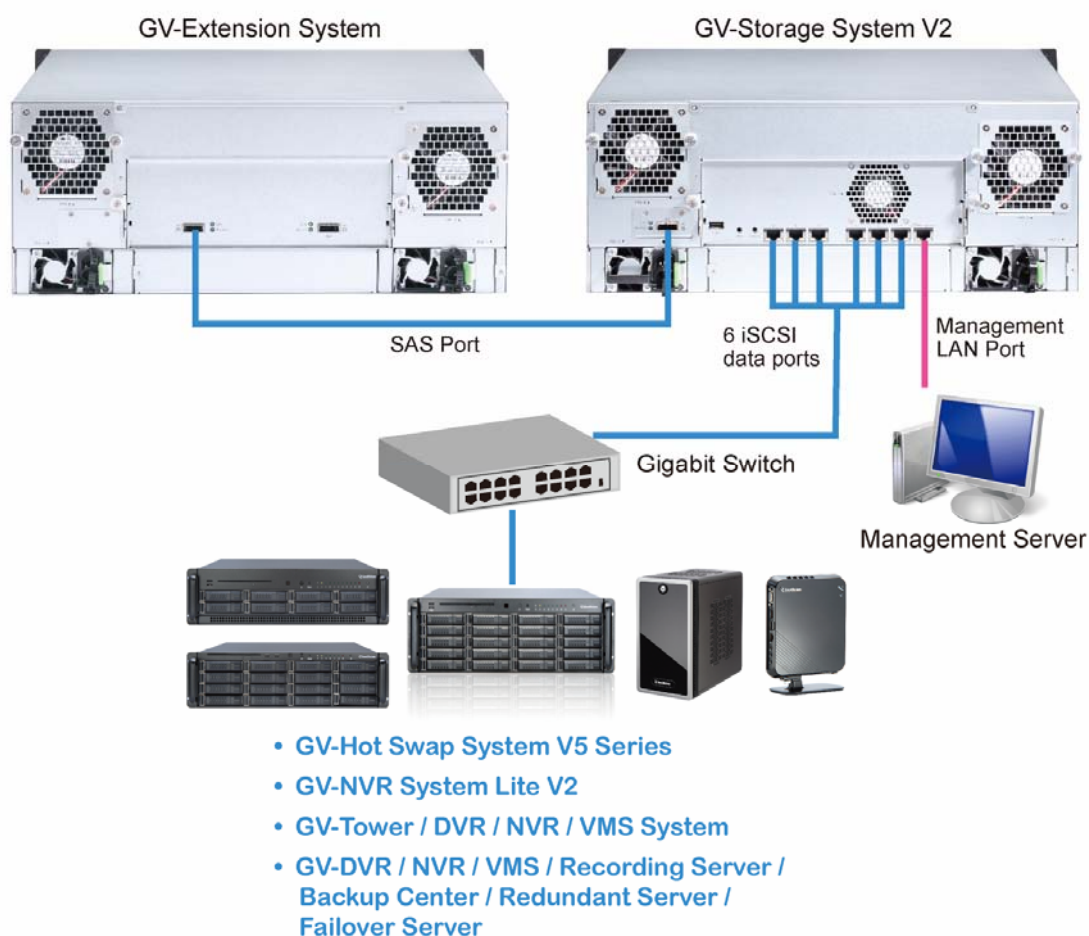 GV-Extension System
GV-Storage System V2
SAS Port
6 iSCSI
data ports
Management
LAN Port
Gigabit Switch
Management Server
• GV-Hot Swap System V5 Series
• GV-NVR System Lite V2
• GV-Tower / DVR / NVR / VMS System
• GV-DVR / NVR / VMS / Recording Server /
Backup Center / Redundant Server /
Failover Server